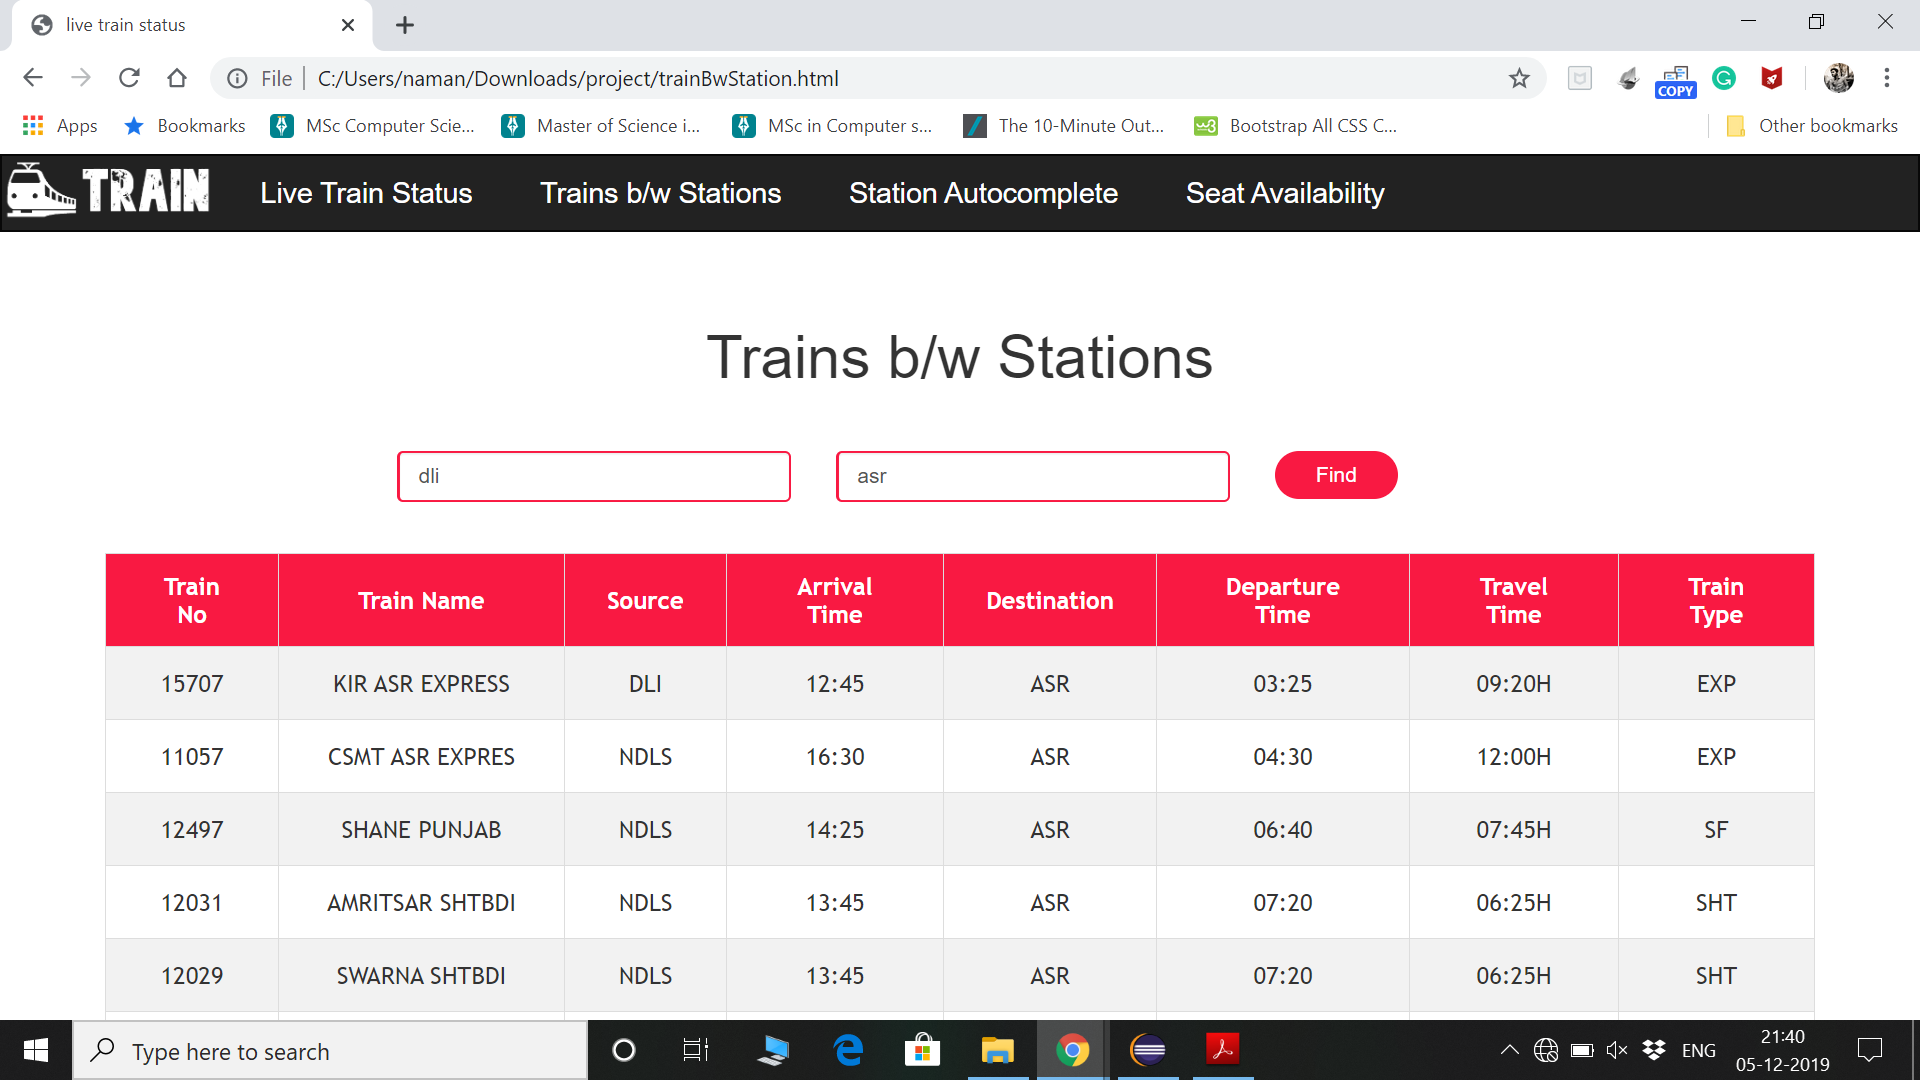 live train status
File C:/Users/naman/Downloads/project/trainBwStation.html
COPY
Apps Bookmarks MSc Computer Scie... Master of Science i... MSc in Computer s... The 10-Minute Out... w3 Bootstrap All CSS C... Other bookmarks
TRAIN Live Train Status Trains b/w Stations Station Autocomplete Seat Availability
Trains b/w Stations
dli asr Find
Train No Train Name Source Arrival Time Destination Departure Time Travel Time Train Type
15707 KIR ASR EXPRESS DLI 12:45 ASR 03:25 09:20H EXP
11057 CSMT ASR EXPRES NDLS 16:30 ASR 04:30 12:00H EXP
12497 SHANE PUNJAB NDLS 14:25 ASR 06:40 07:45H SF
12031 AMRITSAR SHTBDI NDLS 13:45 ASR 07:20 06:25H SHT
12029 SWARNA SHTBDI NDLS 13:45 ASR 07:20 06:25H SHT
Type here to search ENG 21:40
05-12-2019